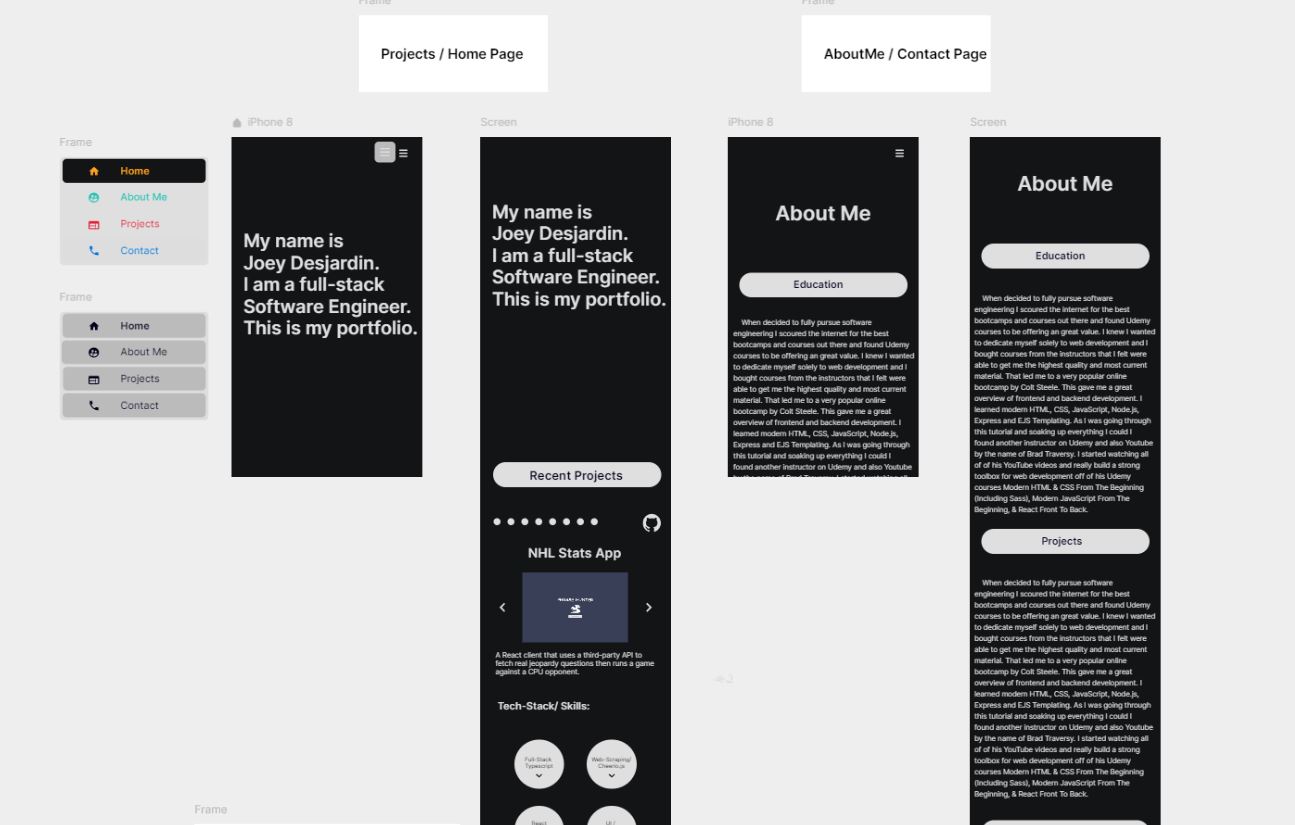 Frame
Frame
Projects / Home Page
AboutMe / Contact Page
Frame
Home
About Me
Projects
Contact
Frame
Home
About Me
Projects
Contact
iPhone 8
My name is
Joey Desjardin.
I am a full-stack
Software Engineer.
This is my portfolio.
Screen
My name is
Joey Desjardin.
I am a full-stack
Software Engineer.
This is my portfolio.
Recent Projects
NHL Stats App
A React client that uses a third-party API to
fetch real jeopardy questions then runs a game
against a CPU opponent.
Tech-Stack/ Skills:
Full-Stack
Typescript
Web-Scraping/
Cheerio.js
React
UI /
iPhone 8
About Me
Education
When decided to fully pursue software
engineering I scoured the internet for the best
bootcamps and courses out there and found Udemy
courses to be offering an great value. I knew I wanted
to dedicate myself solely to web development and I
bought courses from the instructors that I felt were
able to get me the highest quality and most current
material. That led me to a very popular online
bootcamp by Colt Steele. This gave me a great
overview of frontend and backend development. I
learned modern HTML, CSS, JavaScript, Node.js,
Express and EJS Templating. As I was going through
this tutorial and soaking up everything I could I
found another instructor on Udemy and also Youtube
by the name of Brad Traversy. I started watching all
Screen
About Me
Education
When decided to fully pursue software
engineering I scoured the internet for the best
bootcamps and courses out there and found Udemy
courses to be offering an great value. I knew I wanted
to dedicate myself solely to web development and I
bought courses from the instructors that I felt were
able to get me the highest quality and most current
material. That led me to a very popular online
bootcamp by Colt Steele. This gave me a great
overview of frontend and backend development. I
learned modern HTML, CSS, JavaScript, Node.js,
Express and EJS Templating. As I was going through
this tutorial and soaking up everything I could I
found another instructor on Udemy and also Youtube
by the name of Brad Traversy. I started watching all
of of his YouTube videos and really build a strong
toolbox for web development off of his Udemy
courses Modern HTML & CSS From The Beginning
(Including Sass), Modern JavaScript From The
Beginning, & React Front To Back.
Projects
When decided to fully pursue software
engineering I scoured the internet for the best
bootcamps and courses out there and found Udemy
courses to be offering an great value. I knew I wanted
to dedicate myself solely to web development and I
bought courses from the instructors that I felt were
able to get me the highest quality and most current
material. That led me to a very popular online
bootcamp by Colt Steele. This gave me a great
overview of frontend and backend development. I
learned modern HTML, CSS, JavaScript, Node.js,
Express and EJS Templating. As I was going through
this tutorial and soaking up everything I could I
found another instructor on Udemy and also Youtube
by the name of Brad Traversy. I started watching all
of of his YouTube videos and really build a strong
toolbox for web development off of his Udemy
courses Modern HTML & CSS From The Beginning
(Including Sass), Modern JavaScript From The
Beginning, & React Front To Back.
Frame